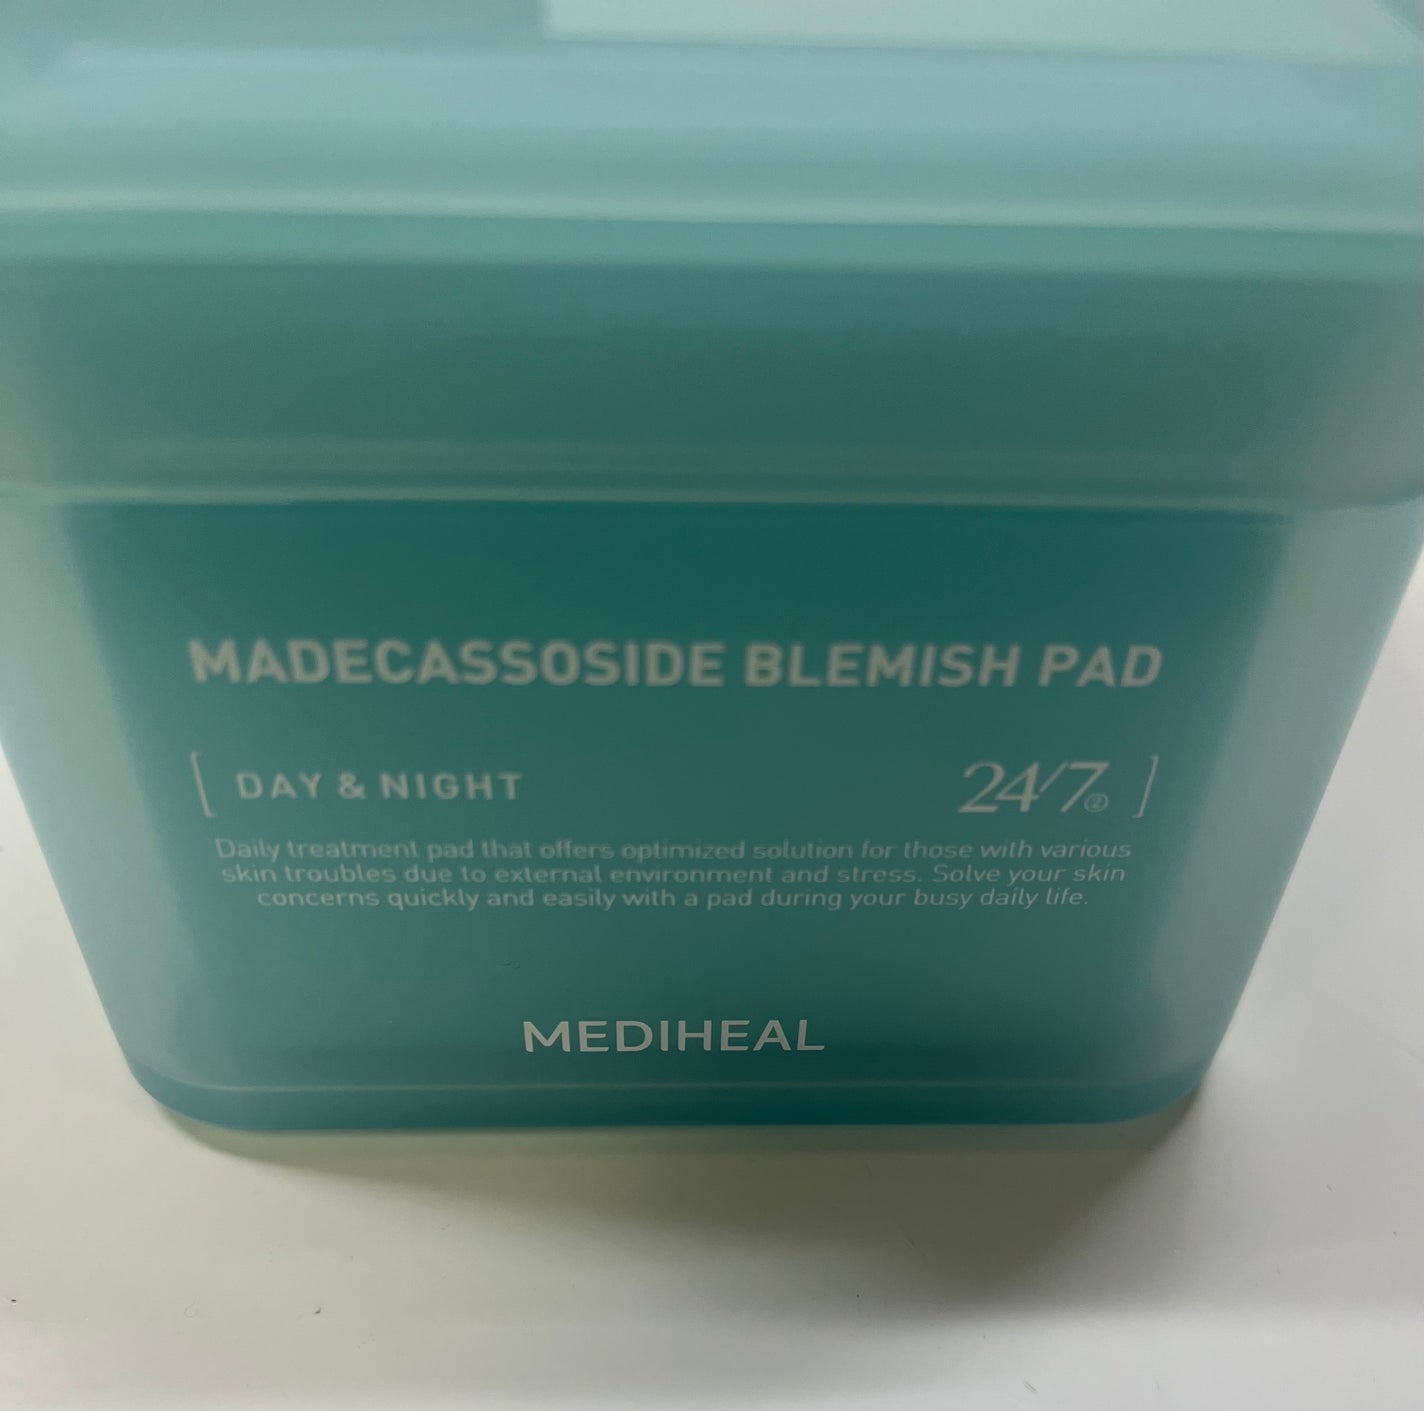 MADECASSOSIDE BLEMISH PAD
[ DAY & NIGHT 24/7② ]
Daily treatment pad that offers optimized solution for those with various
skin troubles due to external environment and stress. Solve your skin
concerns quickly and easily with a pad during your busy daily life.
MEDIHEAL